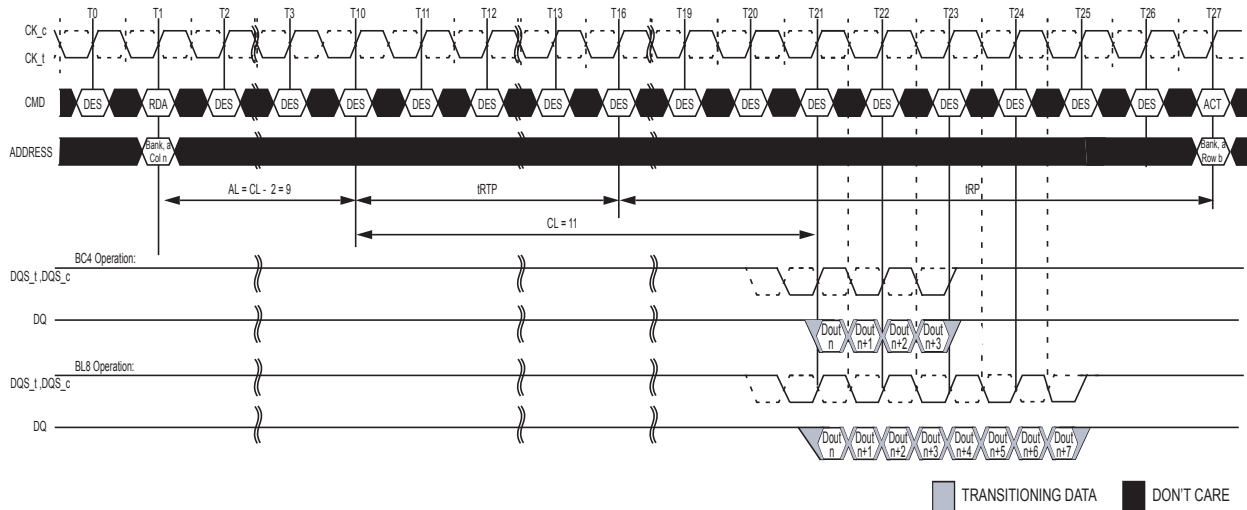 T0 T1 T2 T3 T10 T11 T12 T13 T16 T19 T20 T21 T22 T23 T24 T25 T26 T27
CK_c
CK_t
CMD DES RDA DES DES DES DES DES DES DES DES DES DES DES DES DES DES DES ACT
ADDRESS Bank, a Bank, a
Col n Row b
AL = CL - 2 = 9 tRTP tRP
CL = 11
BC4 Operation:
DQS_t ,DQS_c
DQ Dout Dout Dout Dout
n n+1 n+2 n+3
BL8 Operation:
DQS_t ,DQS_c
DQ Dout Dout Dout Dout Dout Dout Dout Dout
n n+1 n+2 n+3 n+4 n+5 n+6 n+7
TRANSITIONING DATA DON'T CARE